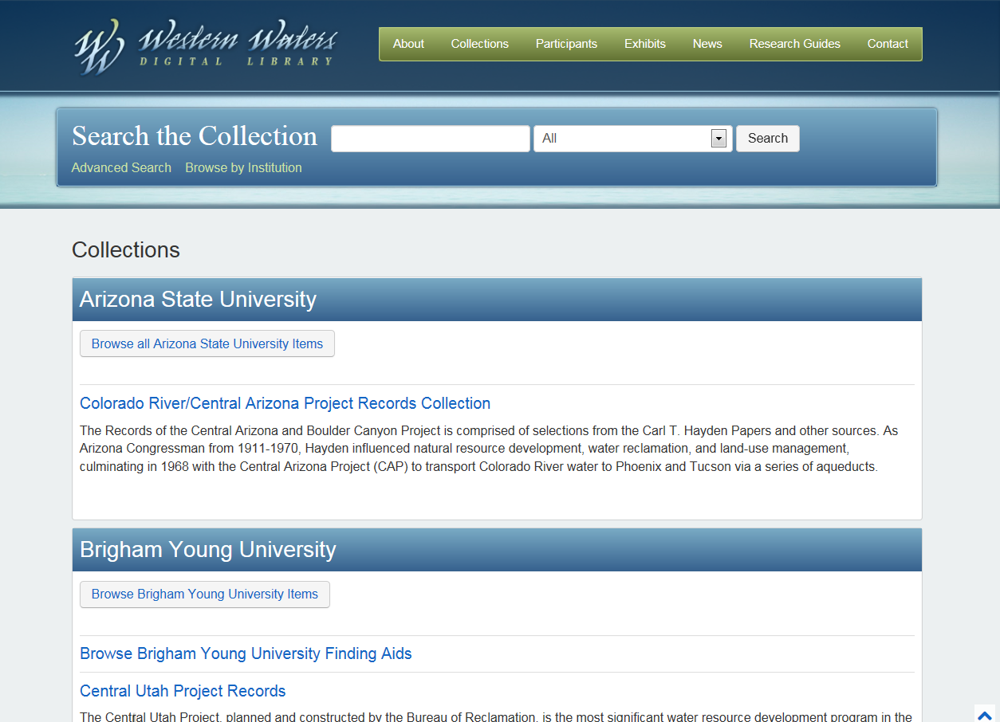 Western Waters
DIGITAL LIBRARY
About Collections Participants Exhibits News Research Guides Contact
Search the Collection All Search
Advanced Search Browse by Institution
Collections
Arizona State University
Browse all Arizona State University Items
Colorado River/Central Arizona Project Records Collection
The Records of the Central Arizona and Boulder Canyon Project is comprised of selections from the Carl T. Hayden Papers and other sources. As
Arizona Congressman from 1911-1970, Hayden influenced natural resource development, water reclamation, and land-use management,
culminating in 1968 with the Central Arizona Project (CAP) to transport Colorado River water to Phoenix and Tucson via a series of aqueducts.
Brigham Young University
Browse Brigham Young University Items
Browse Brigham Young University Finding Aids
Central Utah Project Records
The Central Utah Project, planned and constructed by the Bureau of Reclamation, is the most significant water resource development program in the